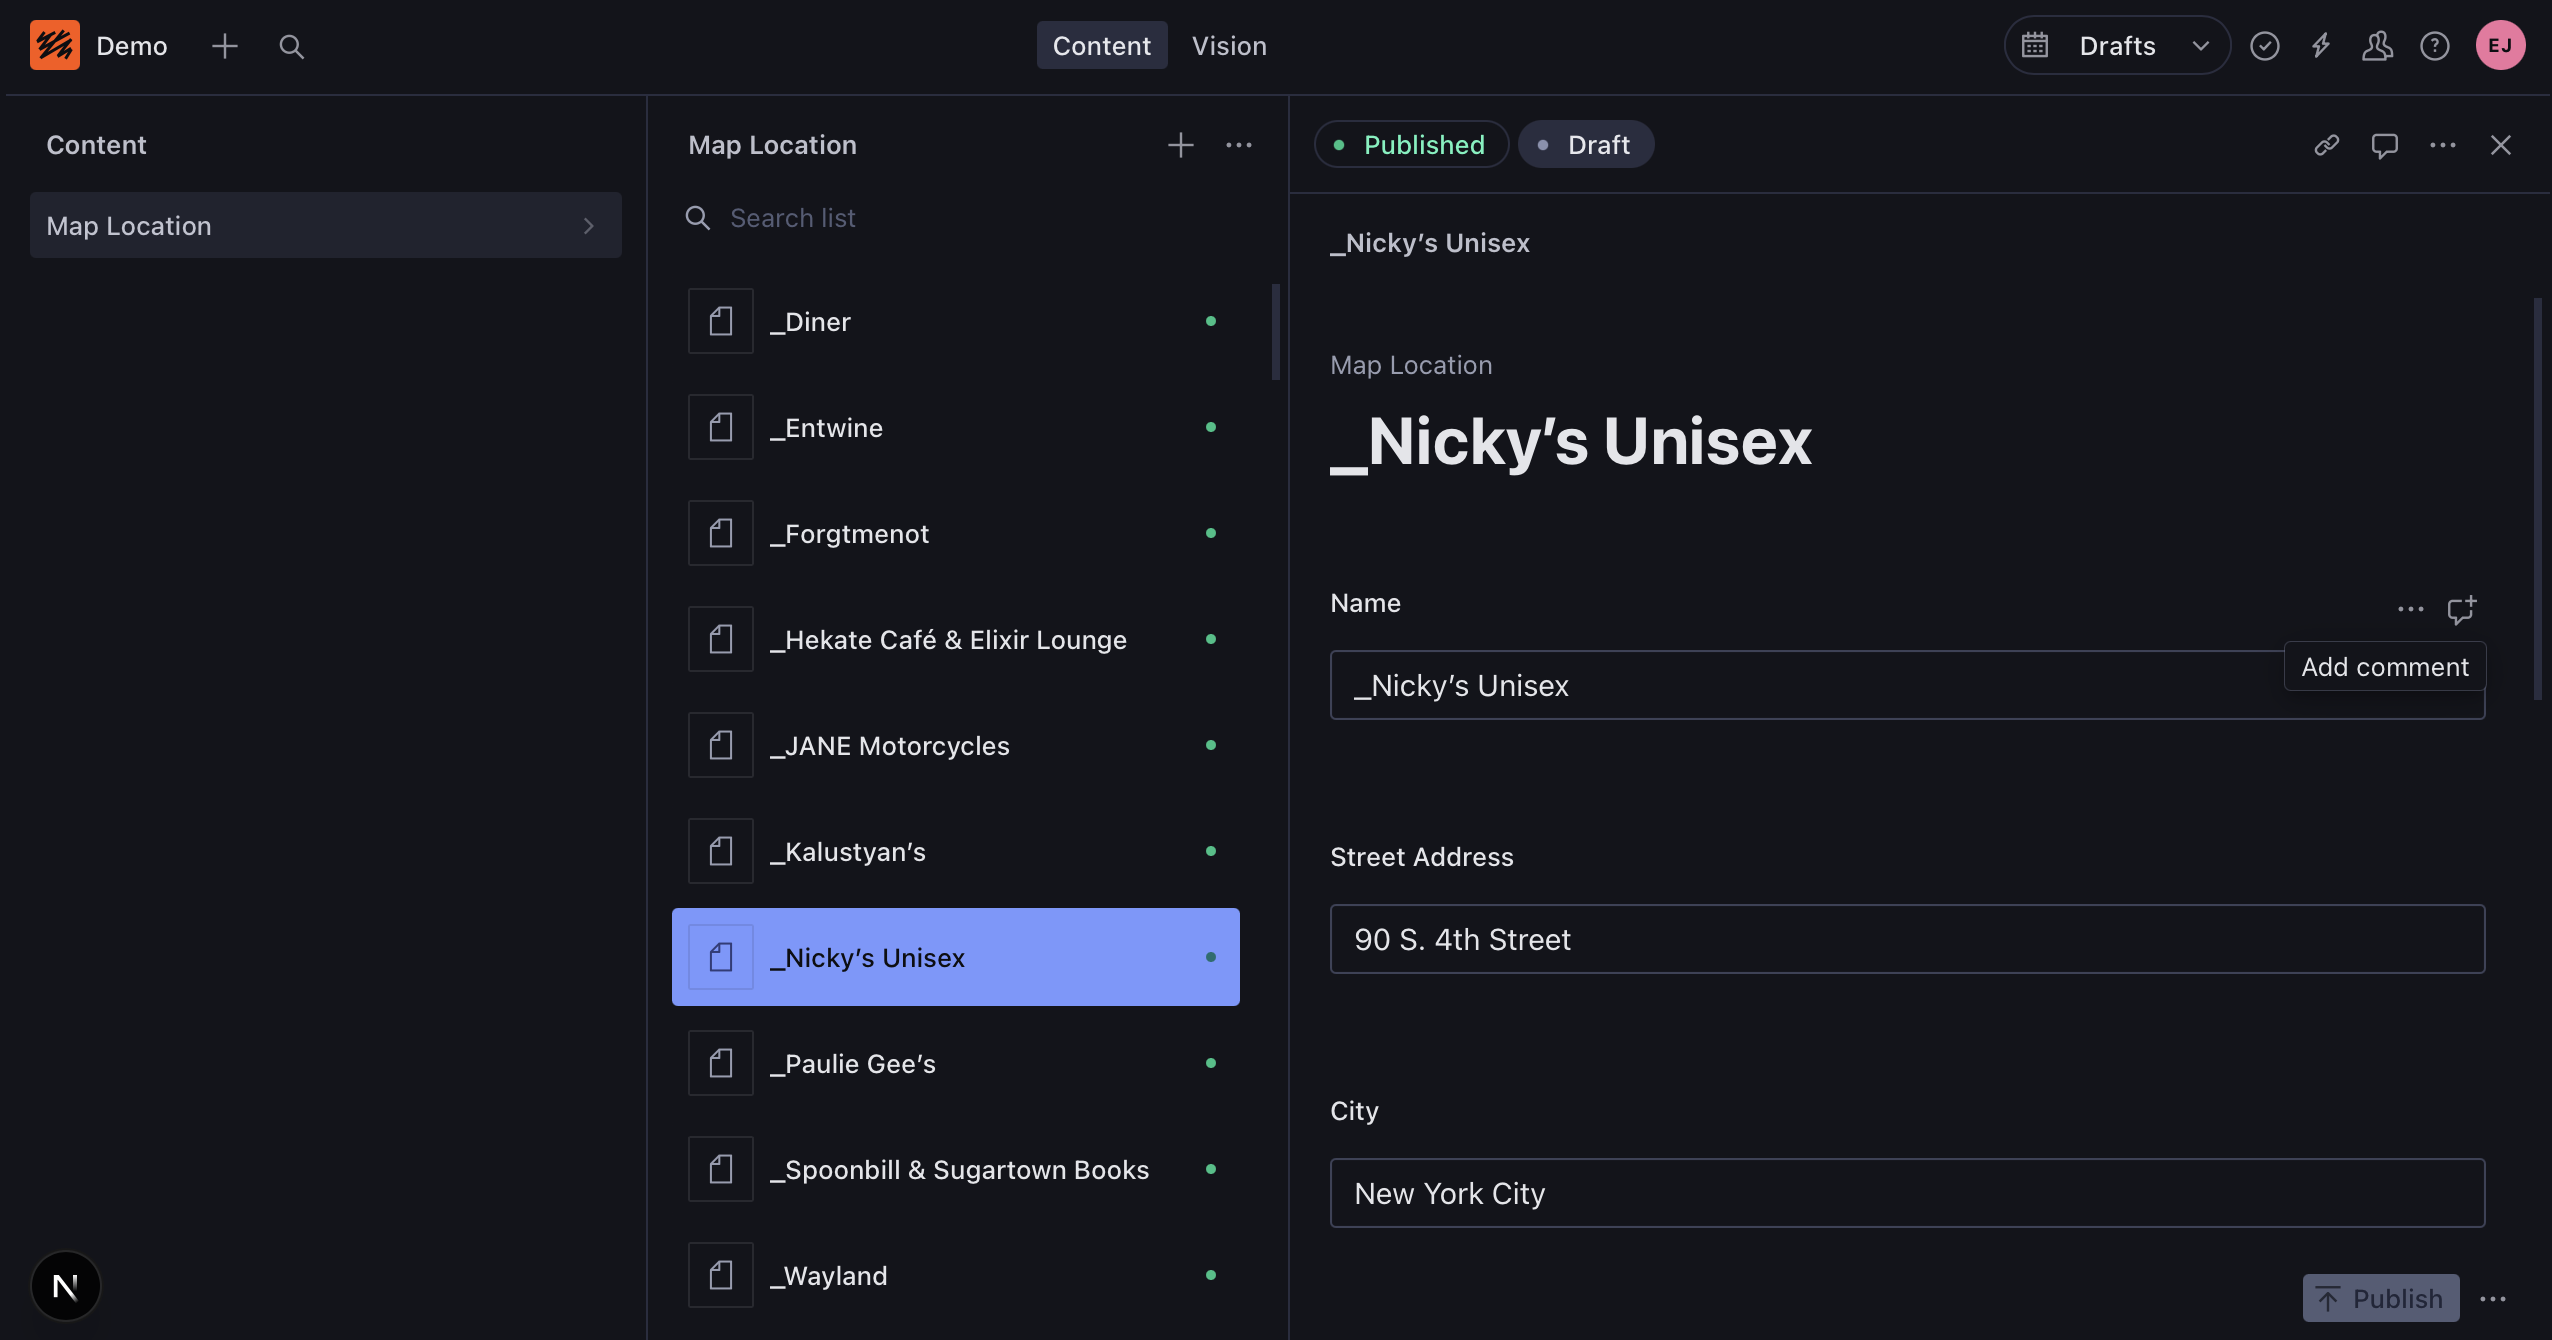 Demo
Content
Vision
Drafts
EJ
Content
Map Location
Map Location
Search list
_Diner
_Entwine
_Forgtmenot
_Hekate Café & Elixir Lounge
_JANE Motorcycles
_Kalustyan’s
_Nicky’s Unisex
_Paulie Gee’s
_Spoonbill & Sugartown Books
_Wayland
Published
Draft
_Nicky’s Unisex
Map Location
_Nicky’s Unisex
Name
Add comment
_Nicky’s Unisex
Street Address
90 S. 4th Street
City
New York City
Publish
N